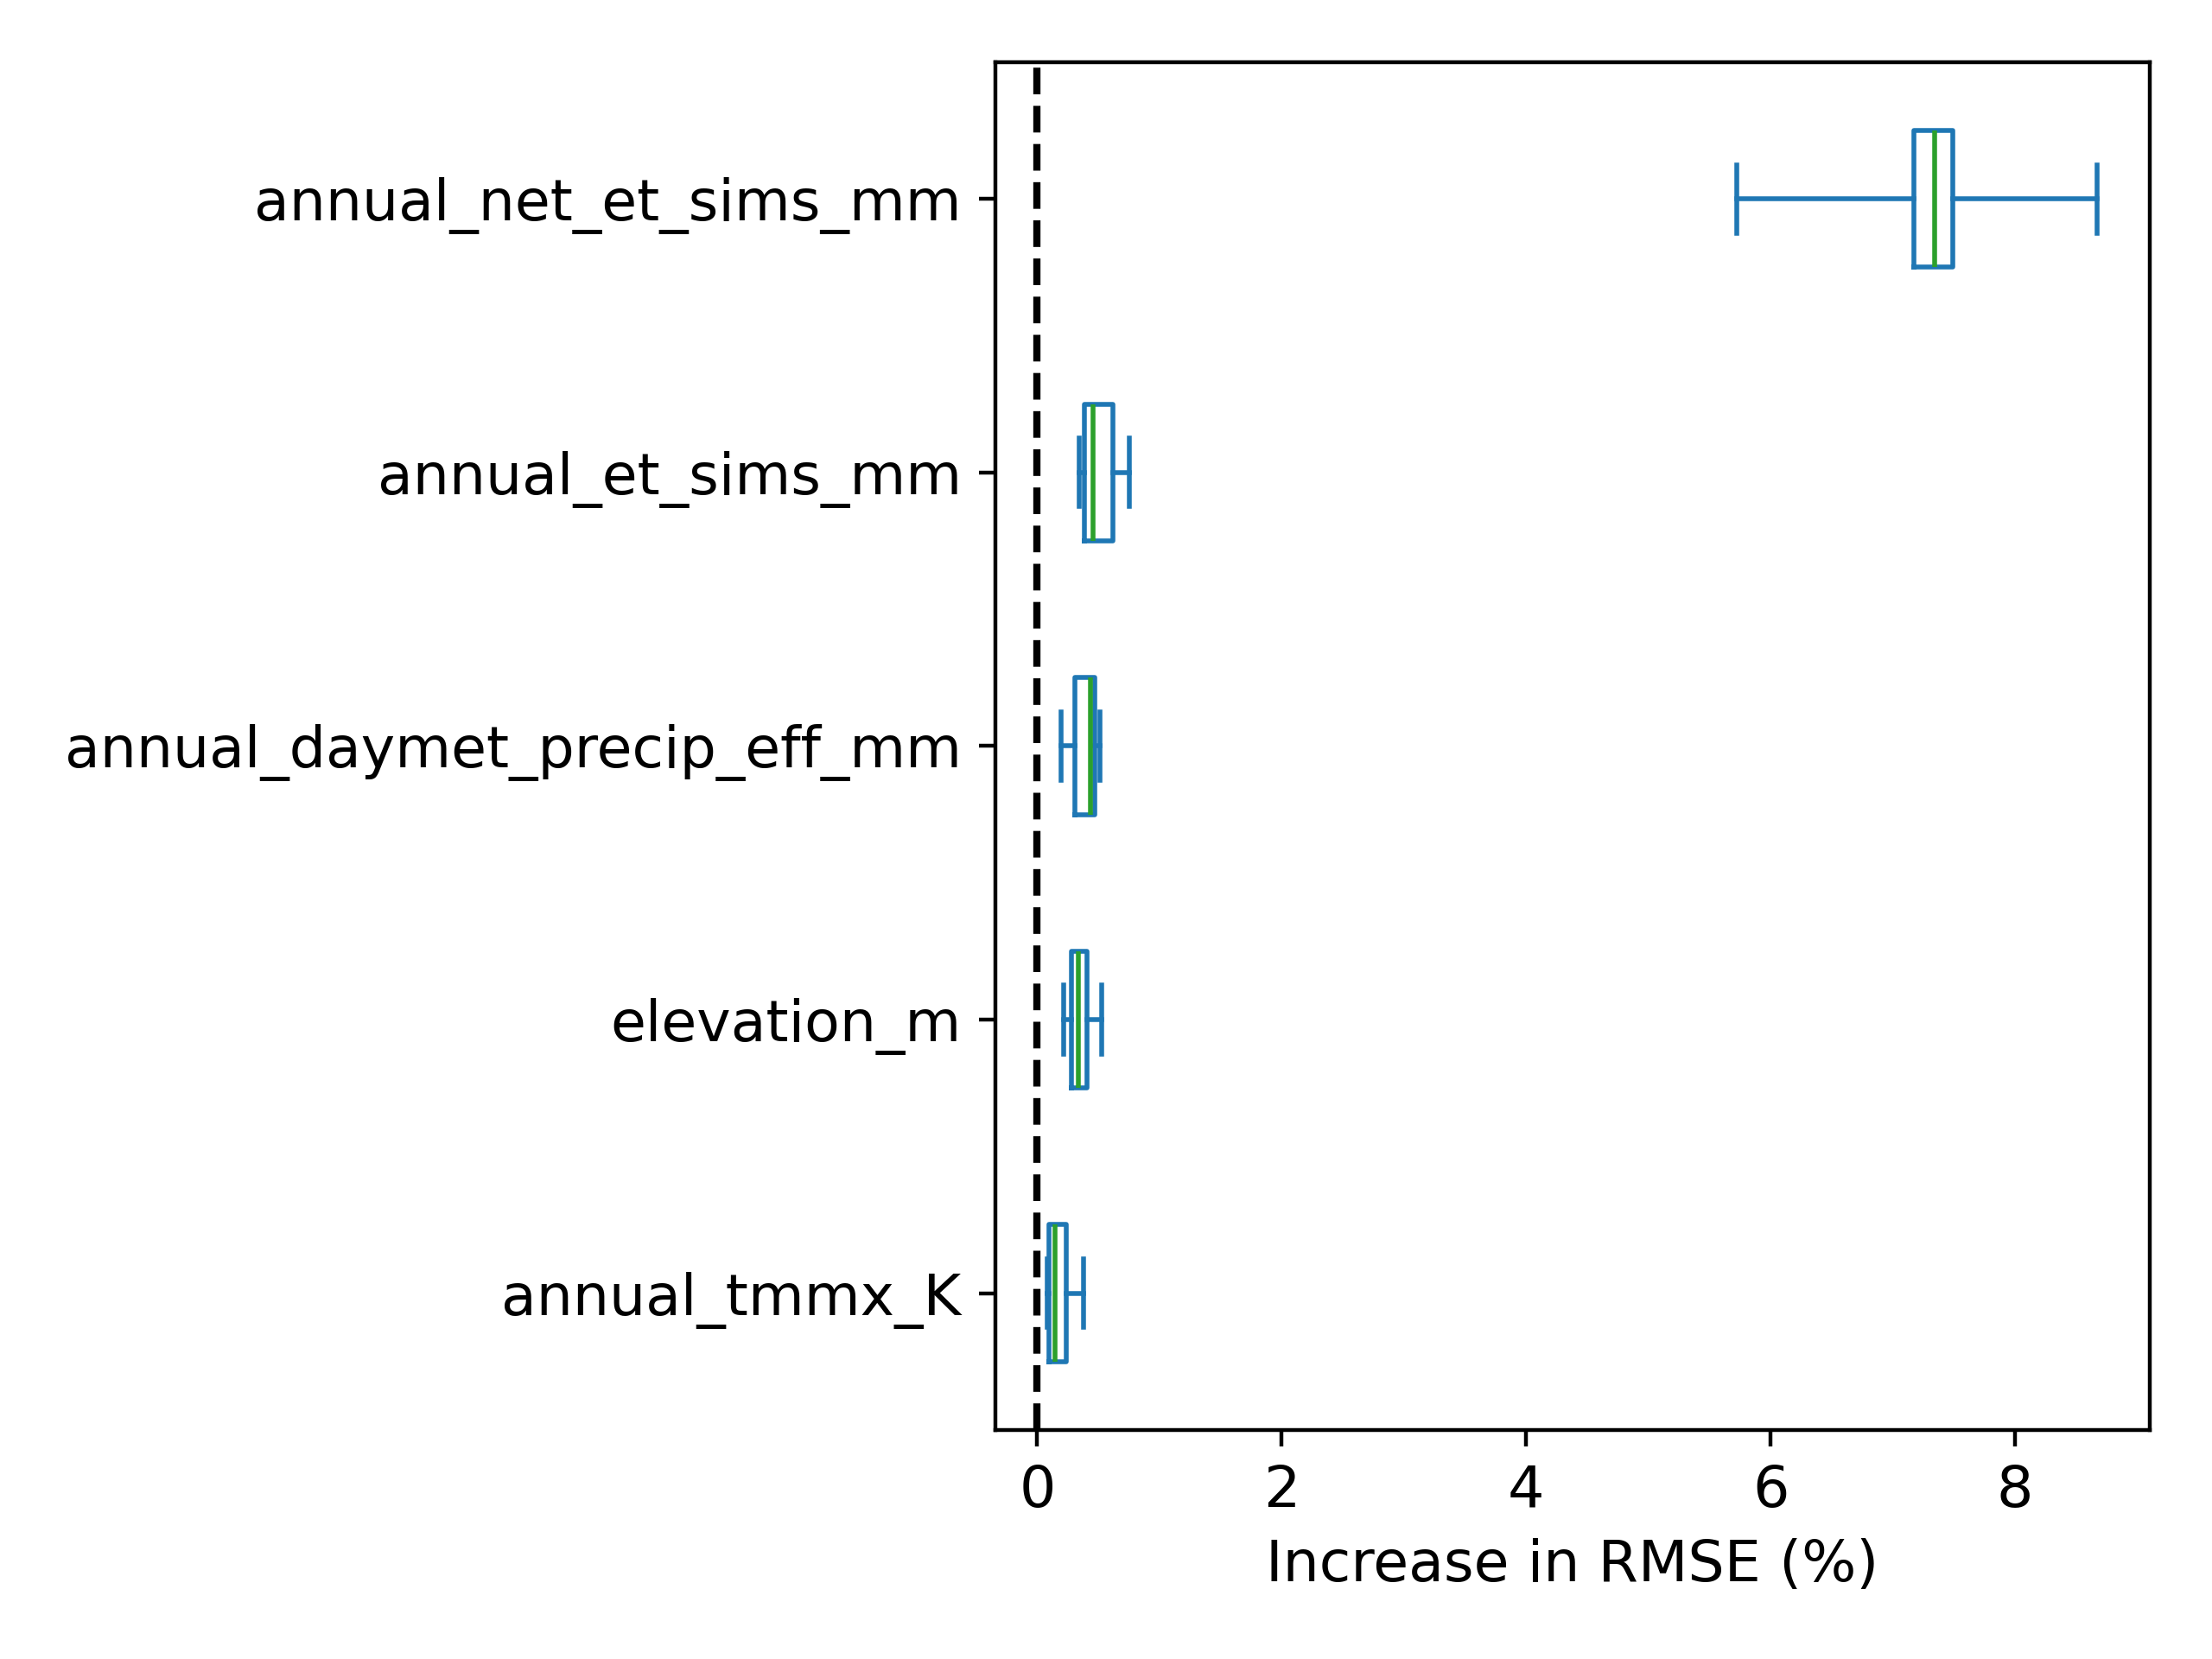 annual_net_et_sims_mm
annual_et_sims_mm
annual_daymet_precip_eff_mm
elevation_m
annual_tmmx_K
0 2 4 6 8
Increase in RMSE (%)